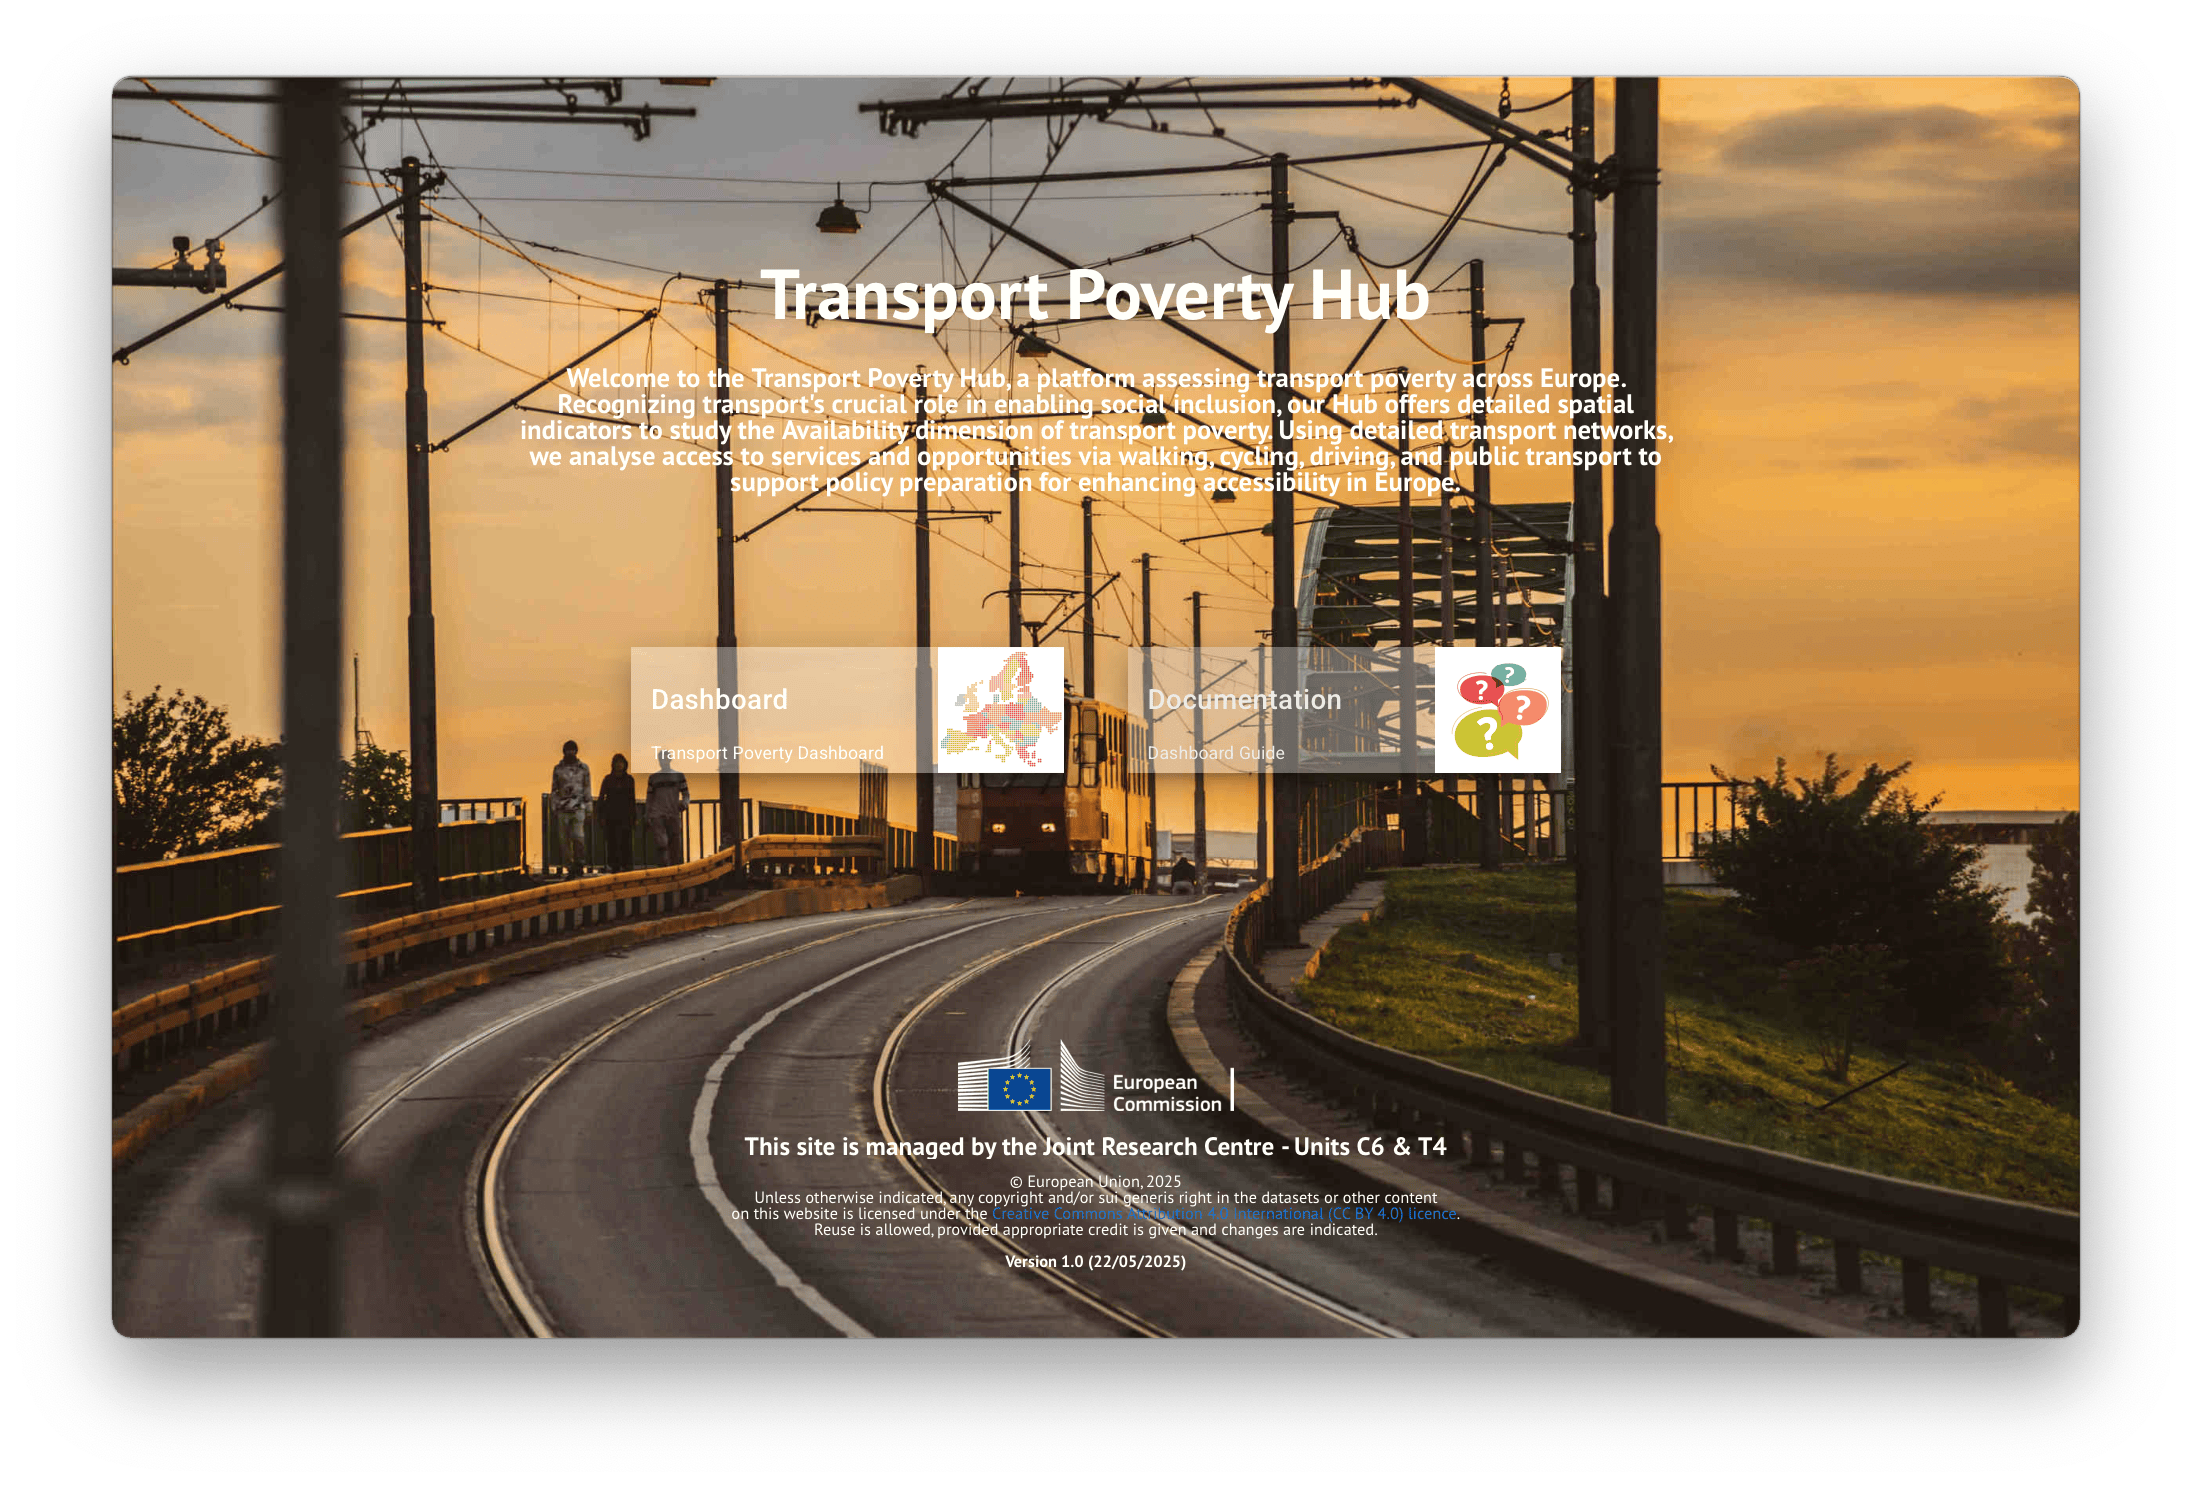 Transport Poverty Hub
Welcome to the Transport Poverty Hub, a platform assessing transport poverty across Europe.
Recognizing transport's crucial role in enabling social inclusion, our Hub offers detailed spatial
indicators to study the Availability dimension of transport poverty. Using detailed transport networks,
we analyse access to services and opportunities via walking, cycling, driving, and public transport to
support policy preparation for enhancing accessibility in Europe.
Dashboard
Transport Poverty Dashboard
Documentation
Dashboard Guide
? ? ? ?
European
Commission
This site is managed by the Joint Research Centre - Units C6 & T4
© European Union, 2025
Unless otherwise indicated, any copyright and/or sui generis right in the datasets or other content
on this website is licensed under the Creative Commons Attribution 4.0 International (CC BY 4.0) licence.
Reuse is allowed, provided appropriate credit is given and changes are indicated.
Version 1.0 (22/05/2025)